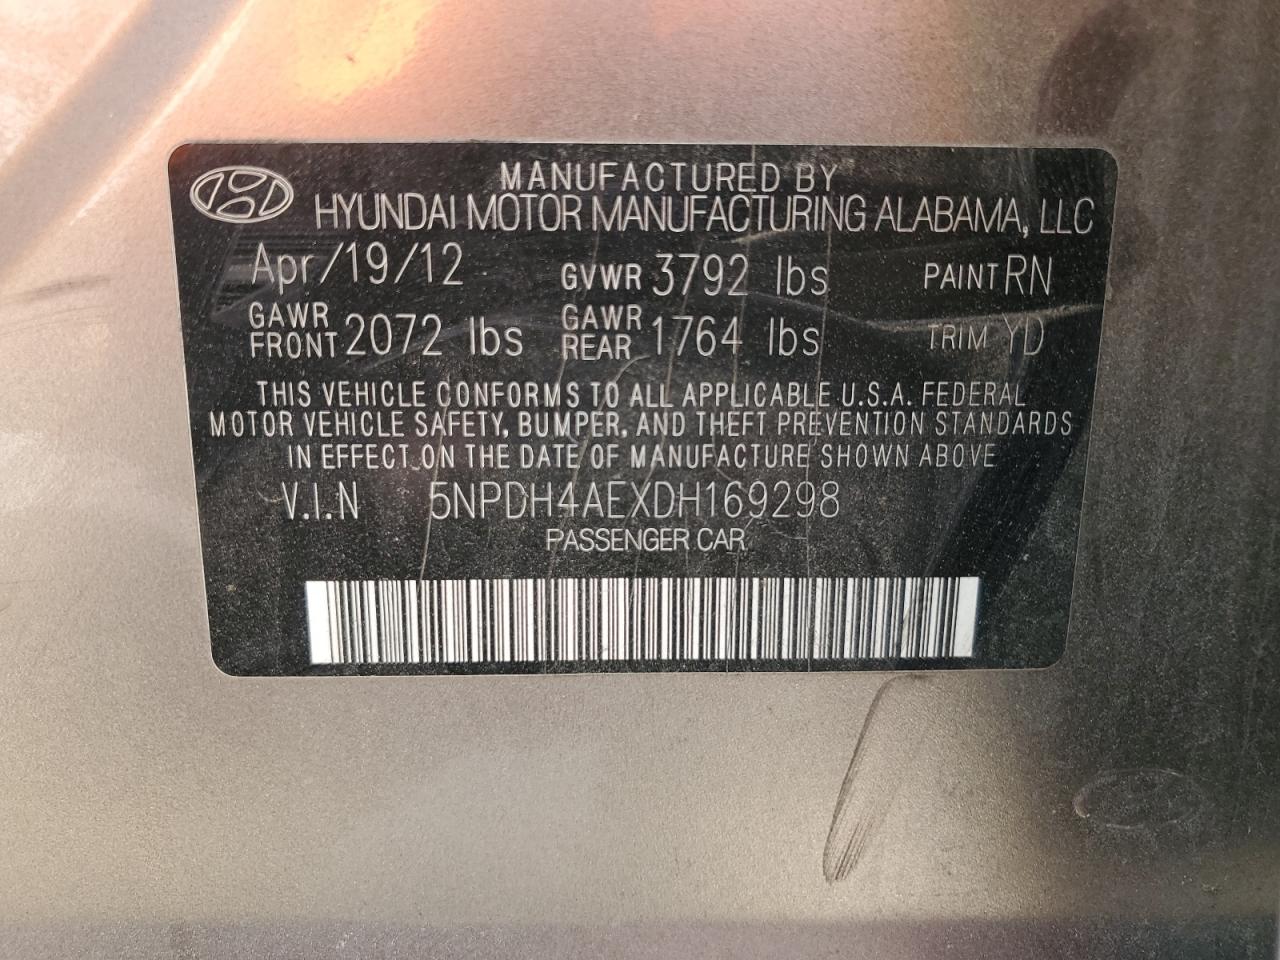 MANUFACTURED BY
HYUNDAI MOTOR MANUFACTURING ALABAMA, LLC
Apr/19/12 GVWR 3792 lbs PAINT RN
GAWR FRONT 2072 lbs GAWR REAR 1764 lbs TRIM YD
THIS VEHICLE CONFORMS TO ALL APPLICABLE U.S.A. FEDERAL
MOTOR VEHICLE SAFETY, BUMPER, AND THEFT PREVENTION STANDARDS
IN EFFECT ON THE DATE OF MANUFACTURE SHOWN ABOVE
V.I.N 5NPDH4AEXDH169298
PASSENGER CAR